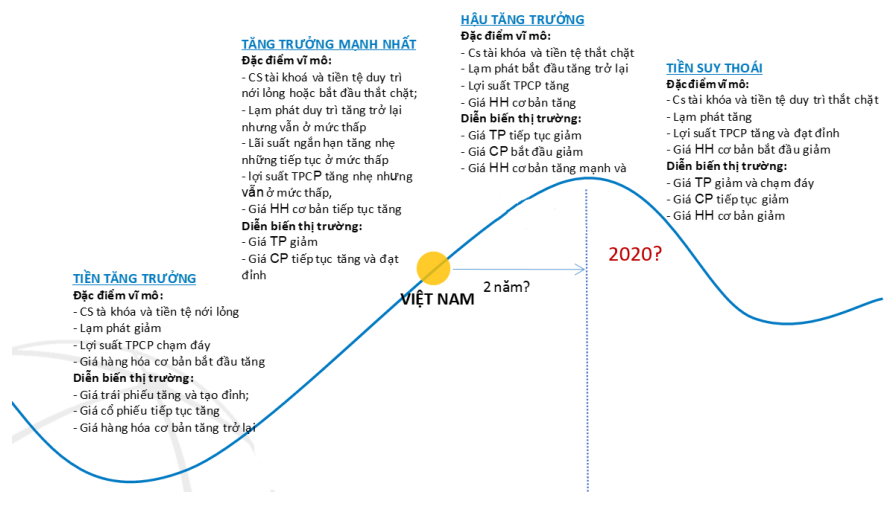 TIỀN TĂNG TRƯỞNG
Đặc điểm vĩ mô:
- CS tà khóa và tiền tệ nới lỏng
- Lạm phát giảm
- Lợi suất TPCP chạm đáy
- Giá hàng hóa cơ bản bắt đầu tăng
Diễn biến thị trường:
- Giá trái phiếu tăng và tạo đỉnh;
- Giá cổ phiếu tiếp tục tăng
- Giá hàng hóa cơ bản tăng trở lại
TĂNG TRƯỞNG MẠNH NHẤT
Đặc điểm vĩ mô:
- CS tài khoá và tiền tệ duy trì
nới lỏng hoặc bắt đầu thắt chặt;
- Lạm phát duy trì tăng trở lại
nhưng vẫn ở mức thấp
- Lãi suất ngắn hạn tăng nhẹ
những tiếp tục ở mức thấp
- lợi suất TPCP tăng nhẹ nhưng
vẫn ở mức thấp,
- Giá HH cơ bản tiếp tục tăng
Diễn biến thị trường:
- Giá TP giảm
- Giá CP tiếp tục tăng và đạt
đỉnh
HẬU TĂNG TRƯỞNG
Đặc điểm vĩ mô:
- Cs tài khóa và tiền tệ thắt chặt
- Lạm phát bắt đầu tăng trở lại
- Lợi suất TPCP tăng
- Giá HH cơ bản tăng
Diễn biến thị trường:
- Giá TP tiếp tục giảm
- Giá CP bắt đầu giảm
- Giá HH cơ bản tăng mạnh và
TIỀN SUY THOÁI
Đặc điểm vĩ mô:
- Cs tài khóa và tiền tệ duy trì thắt chặt
- Lạm phát tăng
- Lợi suất TPCP tăng và đạt đỉnh
- Giá HH cơ bản bắt đầu giảm
Diễn biến thị trường:
- Giá TP giảm và chạm đáy
- Giá CP tiếp tục giảm
- Giá HH cơ bản giảm
VIỆT NAM
2 năm?
2020?